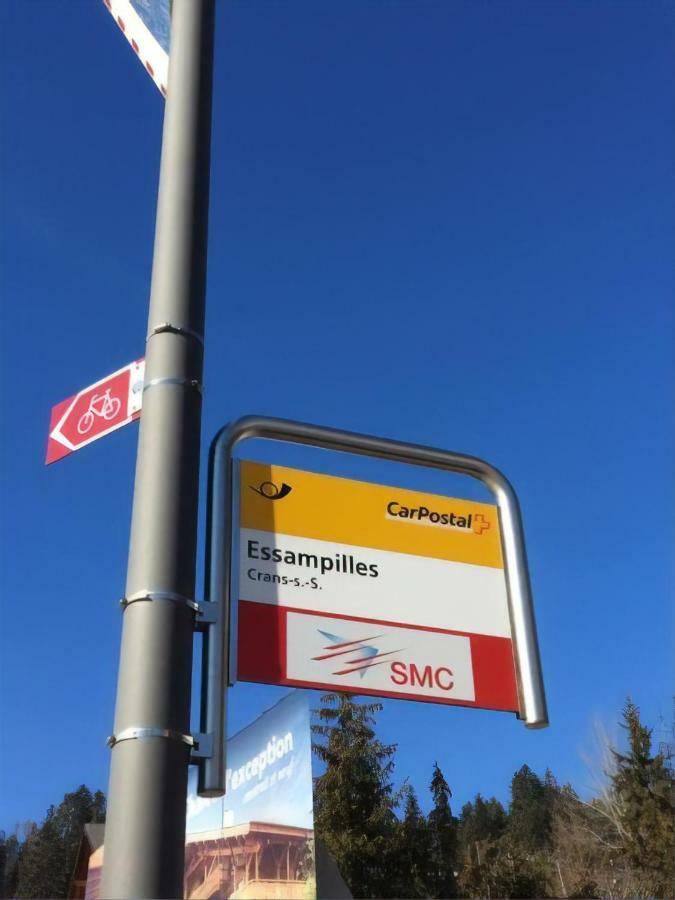 CarPostal
Essampilles
Crans-s.-S.
SMC
'exception